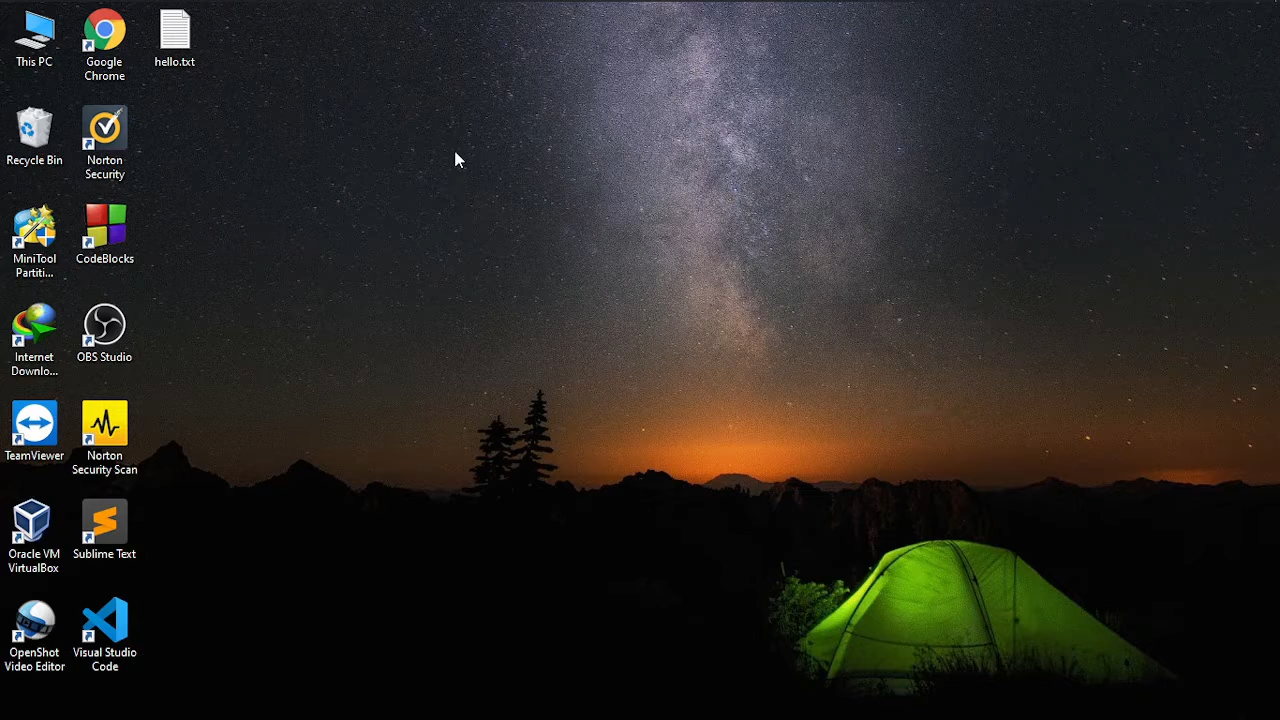 This PC
Google
Chrome
hello.txt
Recycle Bin
Norton
Security
MiniTool
Partiti...
CodeBlocks
Internet
Downlo...
OBS Studio
TeamViewer
Norton
Security Scan
Oracle VM
VirtualBox
Sublime Text
OpenShot
Video Editor
Visual Studio
Code